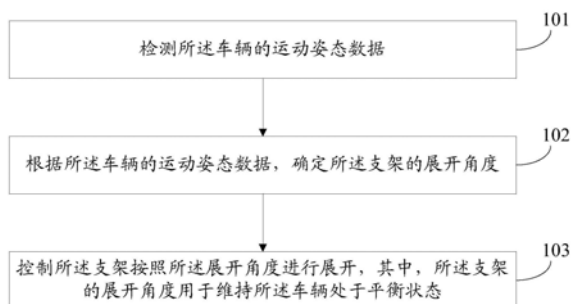 101
检测所述车辆的运动姿态数据
102
根据所述车辆的运动姿态数据，确定所述支架的展开角度
103
控制所述支架按照所述展开角度进行展开，其中，所述支架
的展开角度用于维持所述车辆处于平衡状态